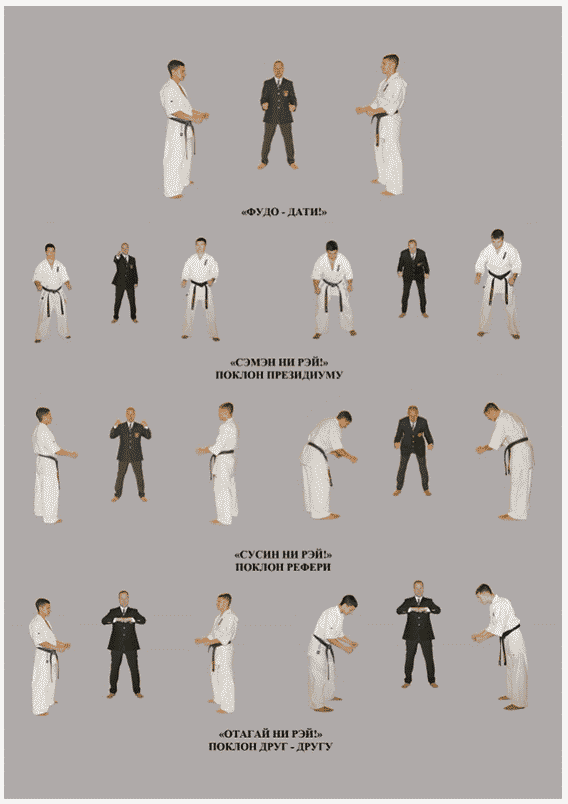 «ФУДО - ДАТИ!»
«СЭМЭН НИ РЭЙ!»
ПОКЛОН ПРЕЗИДИУМУ
«СУСИН НИ РЭЙ!»
ПОКЛОН РЕФЕРИ
«ОТАГАЙ НИ РЭЙ!»
ПОКЛОН ДРУГ - ДРУГУ